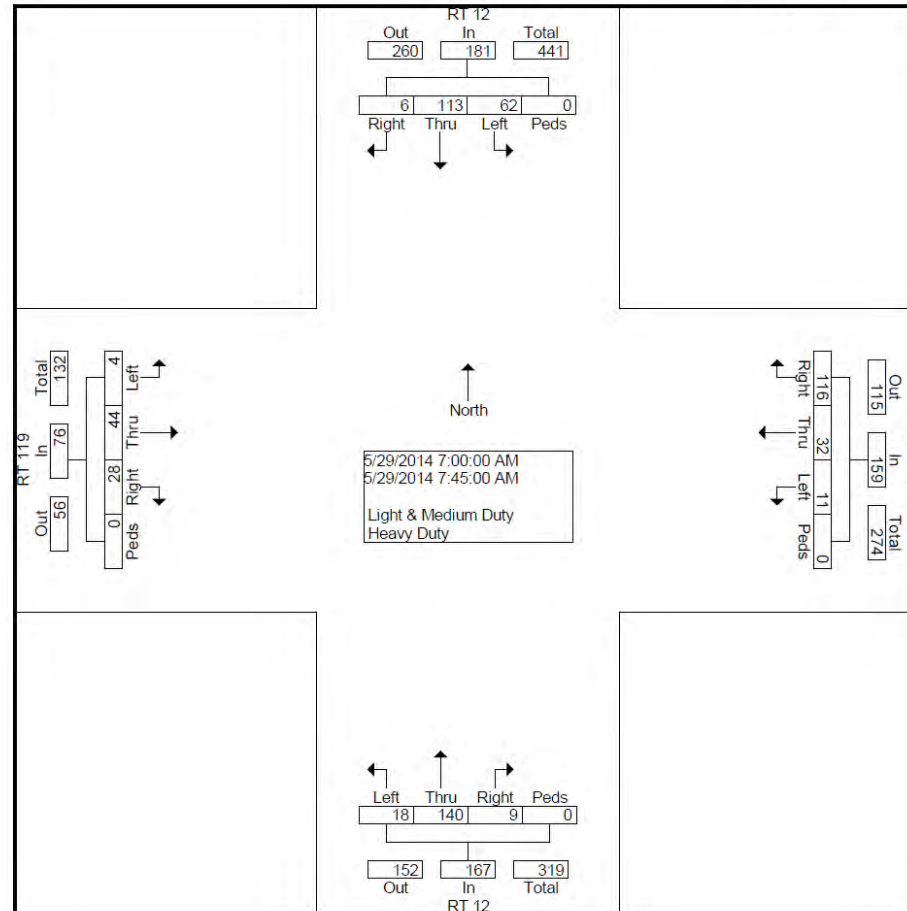 RT 12
Out In Total
260 181 441
6 113 62 0
Right Thru Left Peds
Total 132
In 76
Out 56
RT 119
4 44 28 0
Left Thru Right Peds
North
5/29/2014 7:00:00 AM
5/29/2014 7:45:00 AM
Light & Medium Duty
Heavy Duty
Right Thru Left Peds
116 32 11 0
Out 115
In 159
Total 274
Left Thru Right Peds
18 140 9 0
152 167 319
Out In Total
RT 12